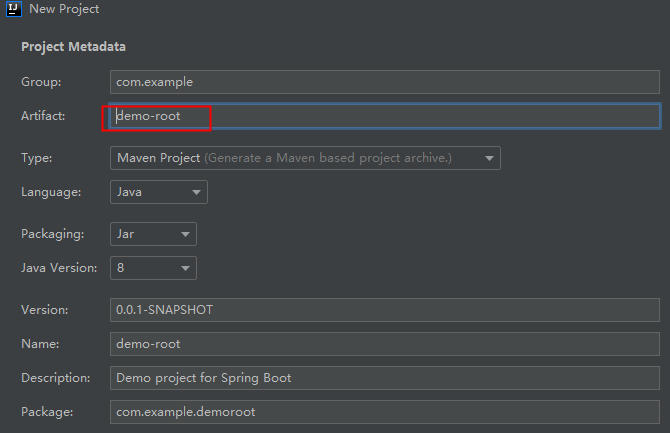 IJ New Project
Project Metadata
Group: com.example
Artifact: demo-root
Type: Maven Project (Generate a Maven based project archive.)
Language: Java
Packaging: Jar
Java Version: 8
Version: 0.0.1-SNAPSHOT
Name: demo-root
Description: Demo project for Spring Boot
Package: com.example.demoroot